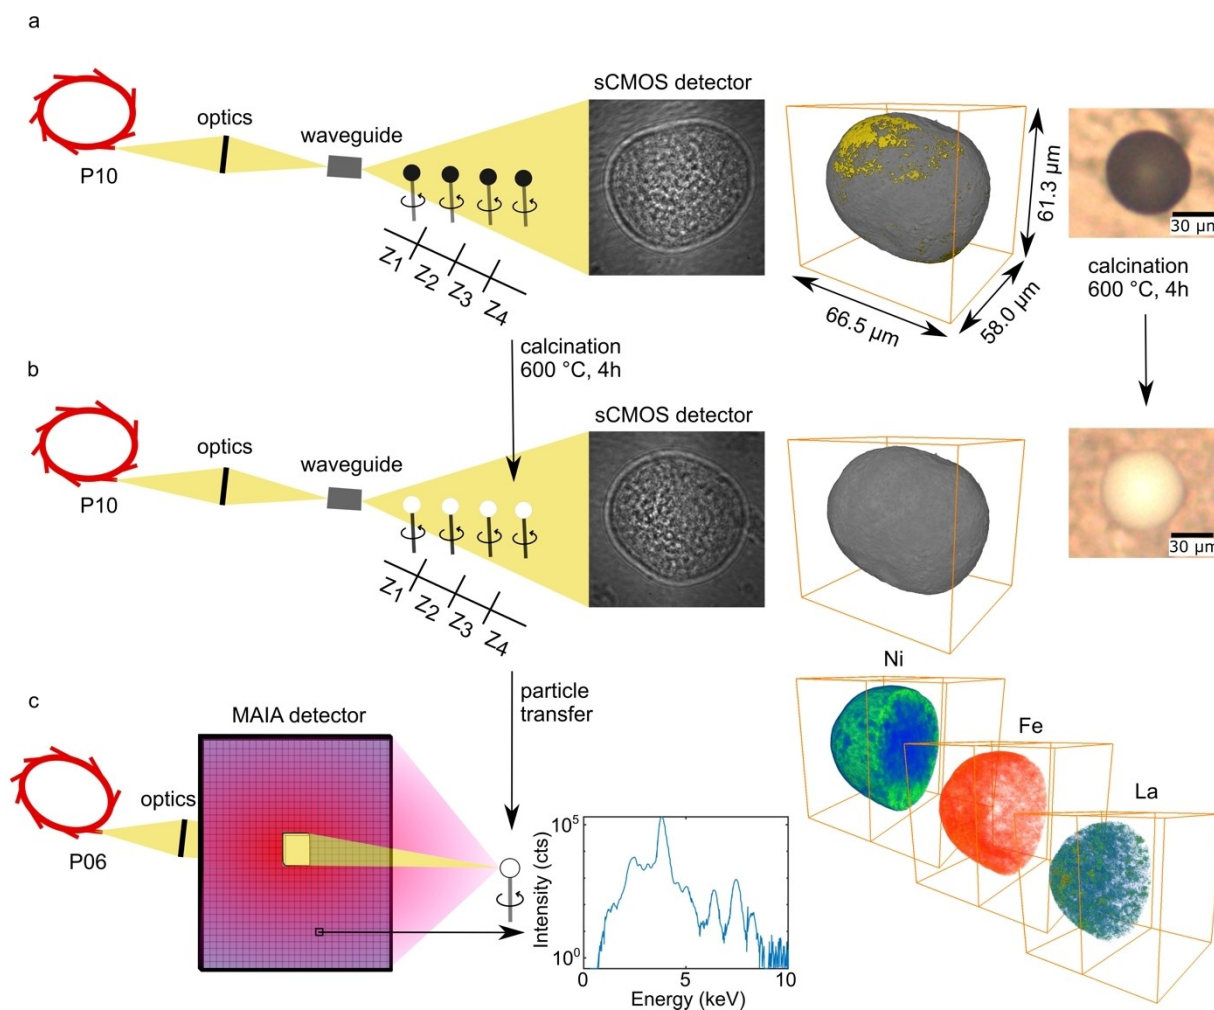 a
P10
optics
waveguide
sCMOS detector
Z1
Z2
Z3
Z4
66.5 µm
58.0 µm
61.3 µm
30 µm
calcination
600 °C, 4h
calcination
600 °C, 4h
b
P10
optics
waveguide
sCMOS detector
Z1
Z2
Z3
Z4
30 µm
particle
transfer
c
P06
optics
MAIA detector
Intensity (cts)
10^5
10^0
0
5
10
Energy (keV)
Ni
Fe
La